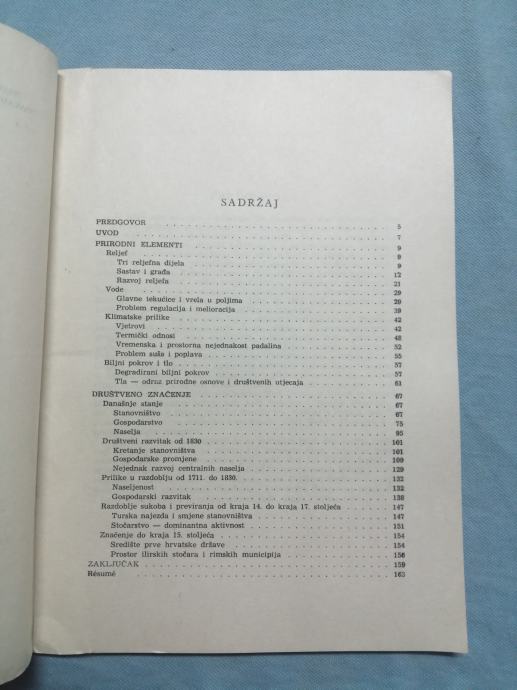 SADRŽAJ
PREDGOVOR . . . 5
UVOD . . . 7
PRIRODNI ELEMENTI . . . 9
Reljef . . . 9
Tri reljefna dijela . . . 9
Sastav i građa . . . 12
Razvoj reljefa . . . 21
Vode . . . 29
Glavne tekućice i vrela u poljima . . . 29
Problem regulacija i melioracija . . . 39
Klimatske prilike . . . 42
Vjetrovi . . . 42
Termički odnosi . . . 48
Vremenska i prostorna nejednakost padalina . . . 52
Problem suša i poplava . . . 55
Biljni pokrov i tlo . . . 57
Degradirani biljni pokrov . . . 57
Tla — odraz prirodne osnove i društvenih utjecaja . . . 61
DRUŠTVENO ZNAČENJE . . . 67
Današnje stanje . . . 67
Stanovništvo . . . 67
Gospodarstvo . . . 75
Naselja . . . 95
Društveni razvitak od 1830 . . . 101
Kretanje stanovništva . . . 101
Gospodarske promjene . . . 109
Nejednak razvoj centralnih naselja . . . 129
Prilike u razdoblju od 1711. do 1830. . . . 132
Naseljenost . . . 132
Gospodarski razvitak . . . 138
Razdoblje sukoba i previranja od kraja 14. do kraja 17. stoljeća . . . 147
Turska najezda i smjene stanovništva . . . 147
Stočarstvo — dominantna aktivnost . . . 151
Značenje do kraja 15. stoljeća . . . 154
Središte prve hrvatske države . . . 154
Prostor ilirskih stočara i rimskih municipija . . . 156
ZAKLJUČAK . . . 159
Résumé . . . 163